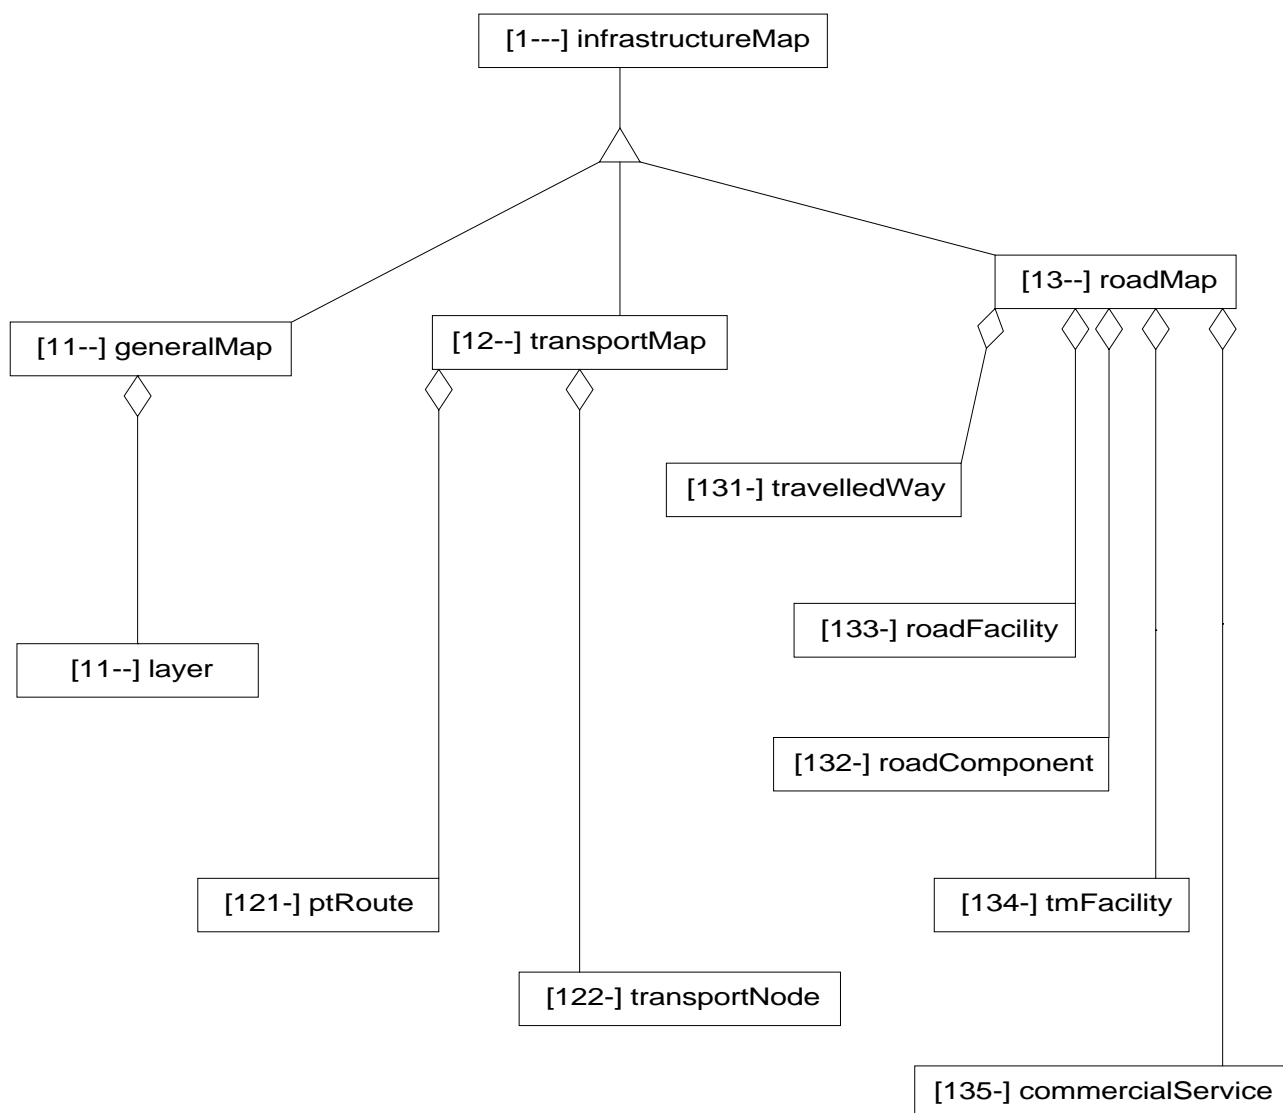 [1---] infrastructureMap
[13--] roadMap
[11--] generalMap
[12--] transportMap
[131-] travelledWay
[133-] roadFacility
[11--] layer
[132-] roadComponent
[121-] ptRoute
[134-] tmFacility
[122-] transportNode
[135-] commercialService